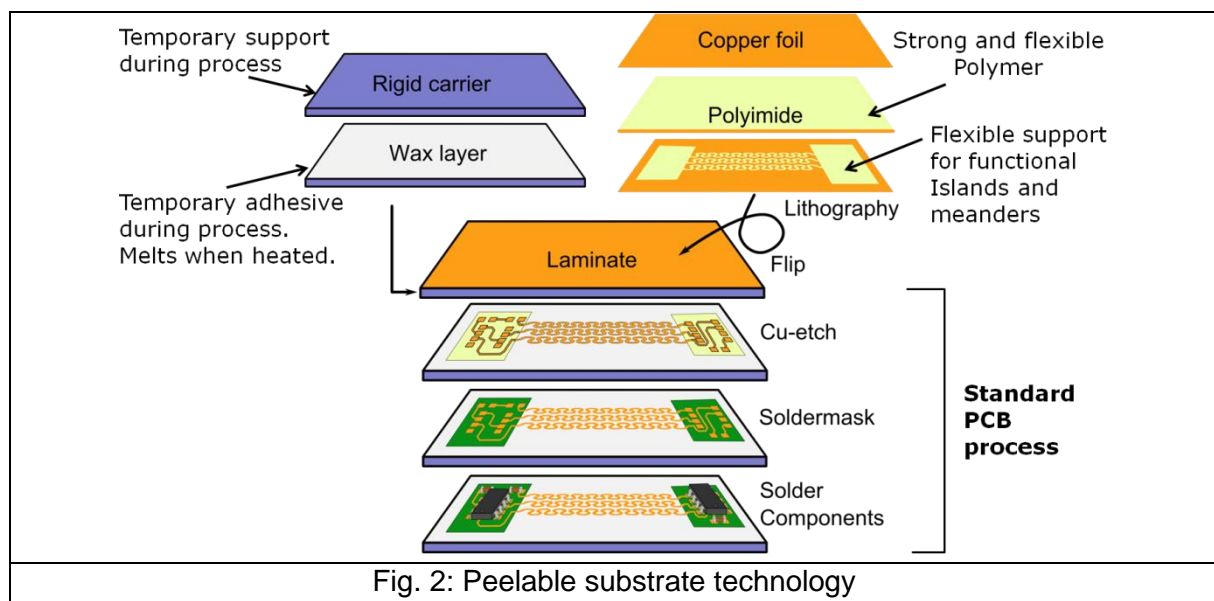 Temporary support
during process
Rigid carrier
Wax layer
Temporary adhesive
during process.
Melts when heated.
Copper foil
Strong and flexible
Polymer
Polyimide
Flexible support
for functional
Islands and
meanders
Lithography
Flip
Laminate
Cu-etch
Soldermask
Solder
Components
Standard
PCB
process
Fig. 2: Peelable substrate technology